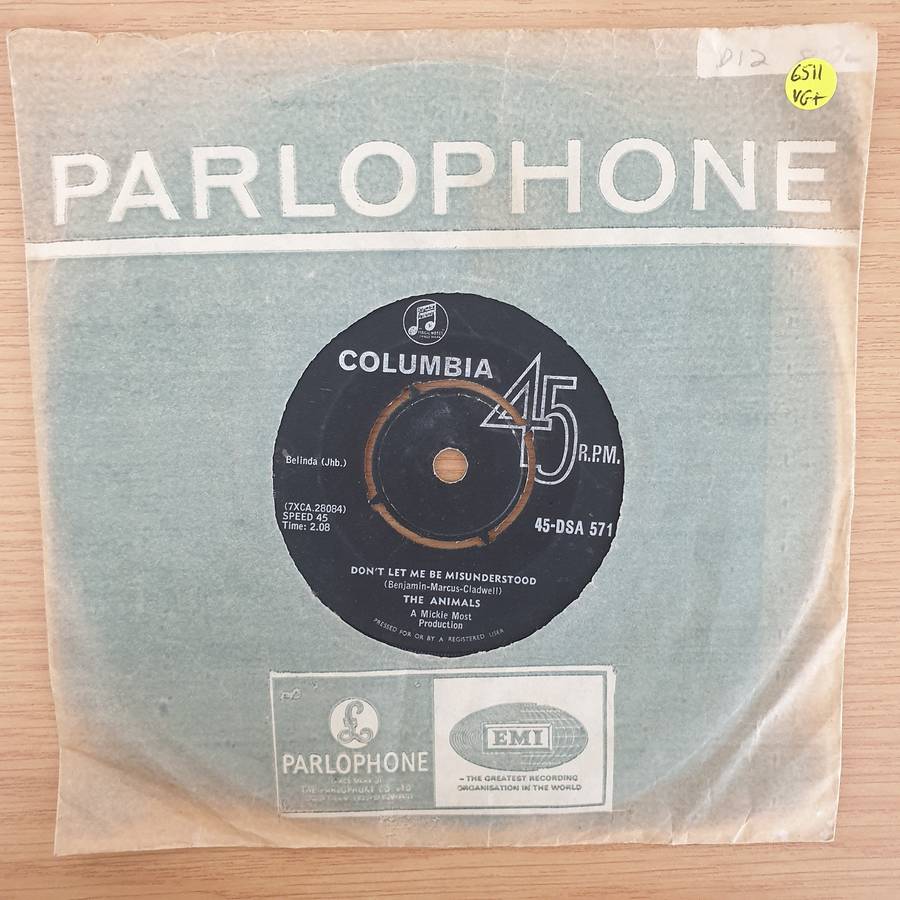 D12
6511
VG+
PARLOPHONE
COLUMBIA
45
R.P.M.
Belinda (Jhb.)
(7XCA.28084)
SPEED 45
Time: 2.08
45-DSA 571
DON'T LET ME BE MISUNDERSTOOD
(Benjamin-Marcus-Cladwell)
THE ANIMALS
A Mickie Most
Production
PRESSED FOR OR BY A REGISTERED USER
£
PARLOPHONE
EMI
- THE GREATEST RECORDING
ORGANISATION IN THE WORLD